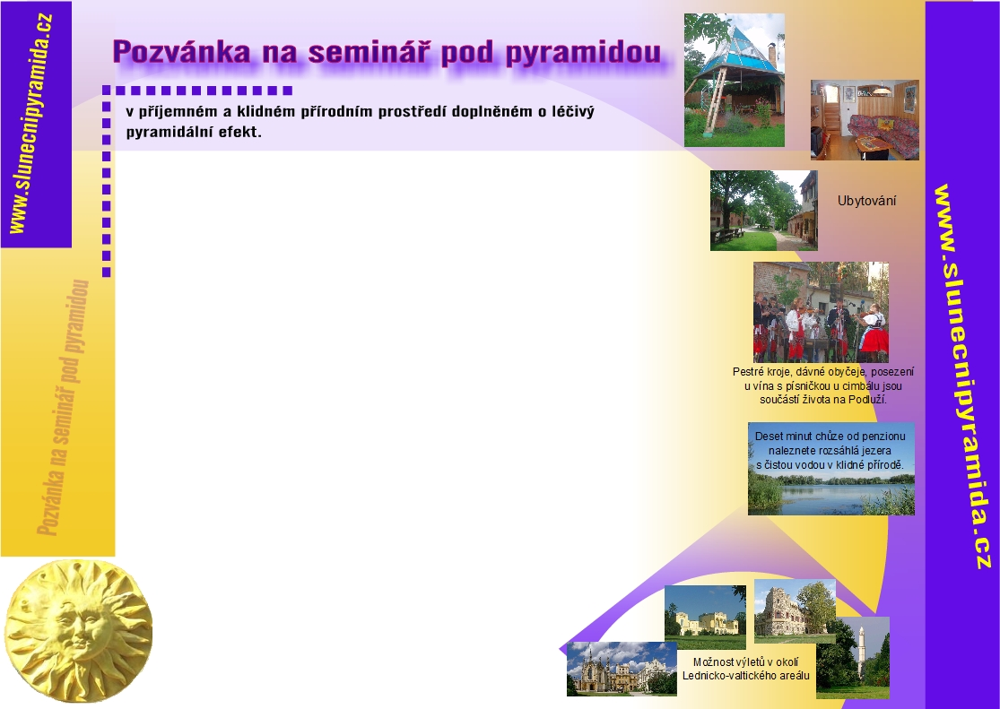 www.slunecnipyramida.cz
Pozvánka na seminář pod pyramidou
v příjemném a klidném přírodním prostředí doplněném o léčivý
pyramidální efekt.
Pozvánka na seminář pod pyramidou
Ubytování
Pestré kroje, dávné obyčeje, posezení
u vína s písničkou u cimbálu jsou
součástí života na Podluží.
Deset minut chůze od penzionu
naleznete rozsáhlá jezera
s čistou vodou v klidné přírodě.
Možnost výletů v okolí
Lednicko-valtického areálu
www.slunecnipyramida.cz